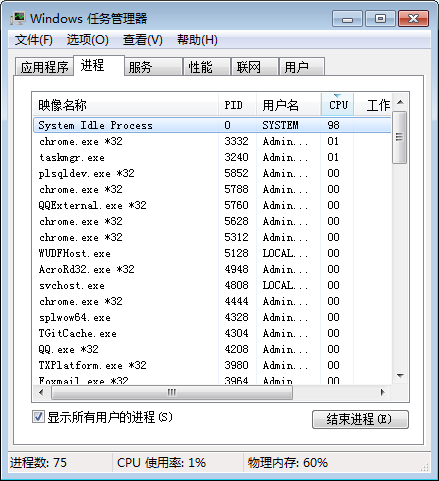 Windows 任务管理器
文件(F) 选项(O) 查看(V) 帮助(H)
应用程序 进程 服务 性能 联网 用户
映像名称 PID 用户名 CPU 工作
System Idle Process 0 SYSTEM 98
chrome.exe *32 3332 Admin... 01
taskmgr.exe 3240 Admin... 01
plsqldev.exe *32 5852 Admin... 00
chrome.exe *32 5788 Admin... 00
QQExternal.exe *32 5760 Admin... 00
chrome.exe *32 5628 Admin... 00
chrome.exe *32 5312 Admin... 00
WUDFHost.exe 5128 LOCAL... 00
AcroRd32.exe *32 4948 Admin... 00
svchost.exe 4808 LOCAL... 00
chrome.exe *32 4444 Admin... 00
splwow64.exe 4328 Admin... 00
TGitCache.exe 4304 Admin... 00
QQ.exe *32 4208 Admin... 00
TXPlatform.exe *32 3980 Admin... 00
Foxmail.exe *32 3964 Admin... 00
显示所有用户的进程(S) 结束进程(E)
进程数: 75 CPU 使用率: 1% 物理内存: 60%